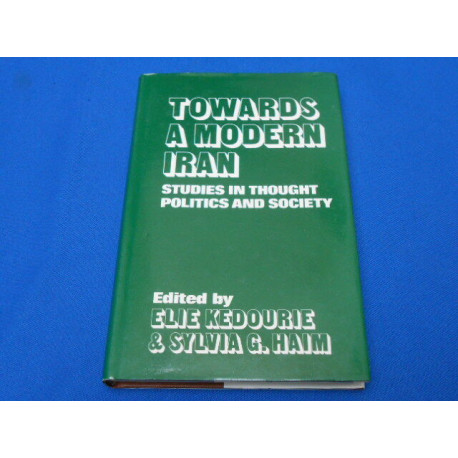 TOWARDS
A MODERN
IRAN
STUDIES IN THOUGHT
POLITICS AND SOCIETY
Edited by
ELIE KEDOURIE
& SYLVIA G. HAIM